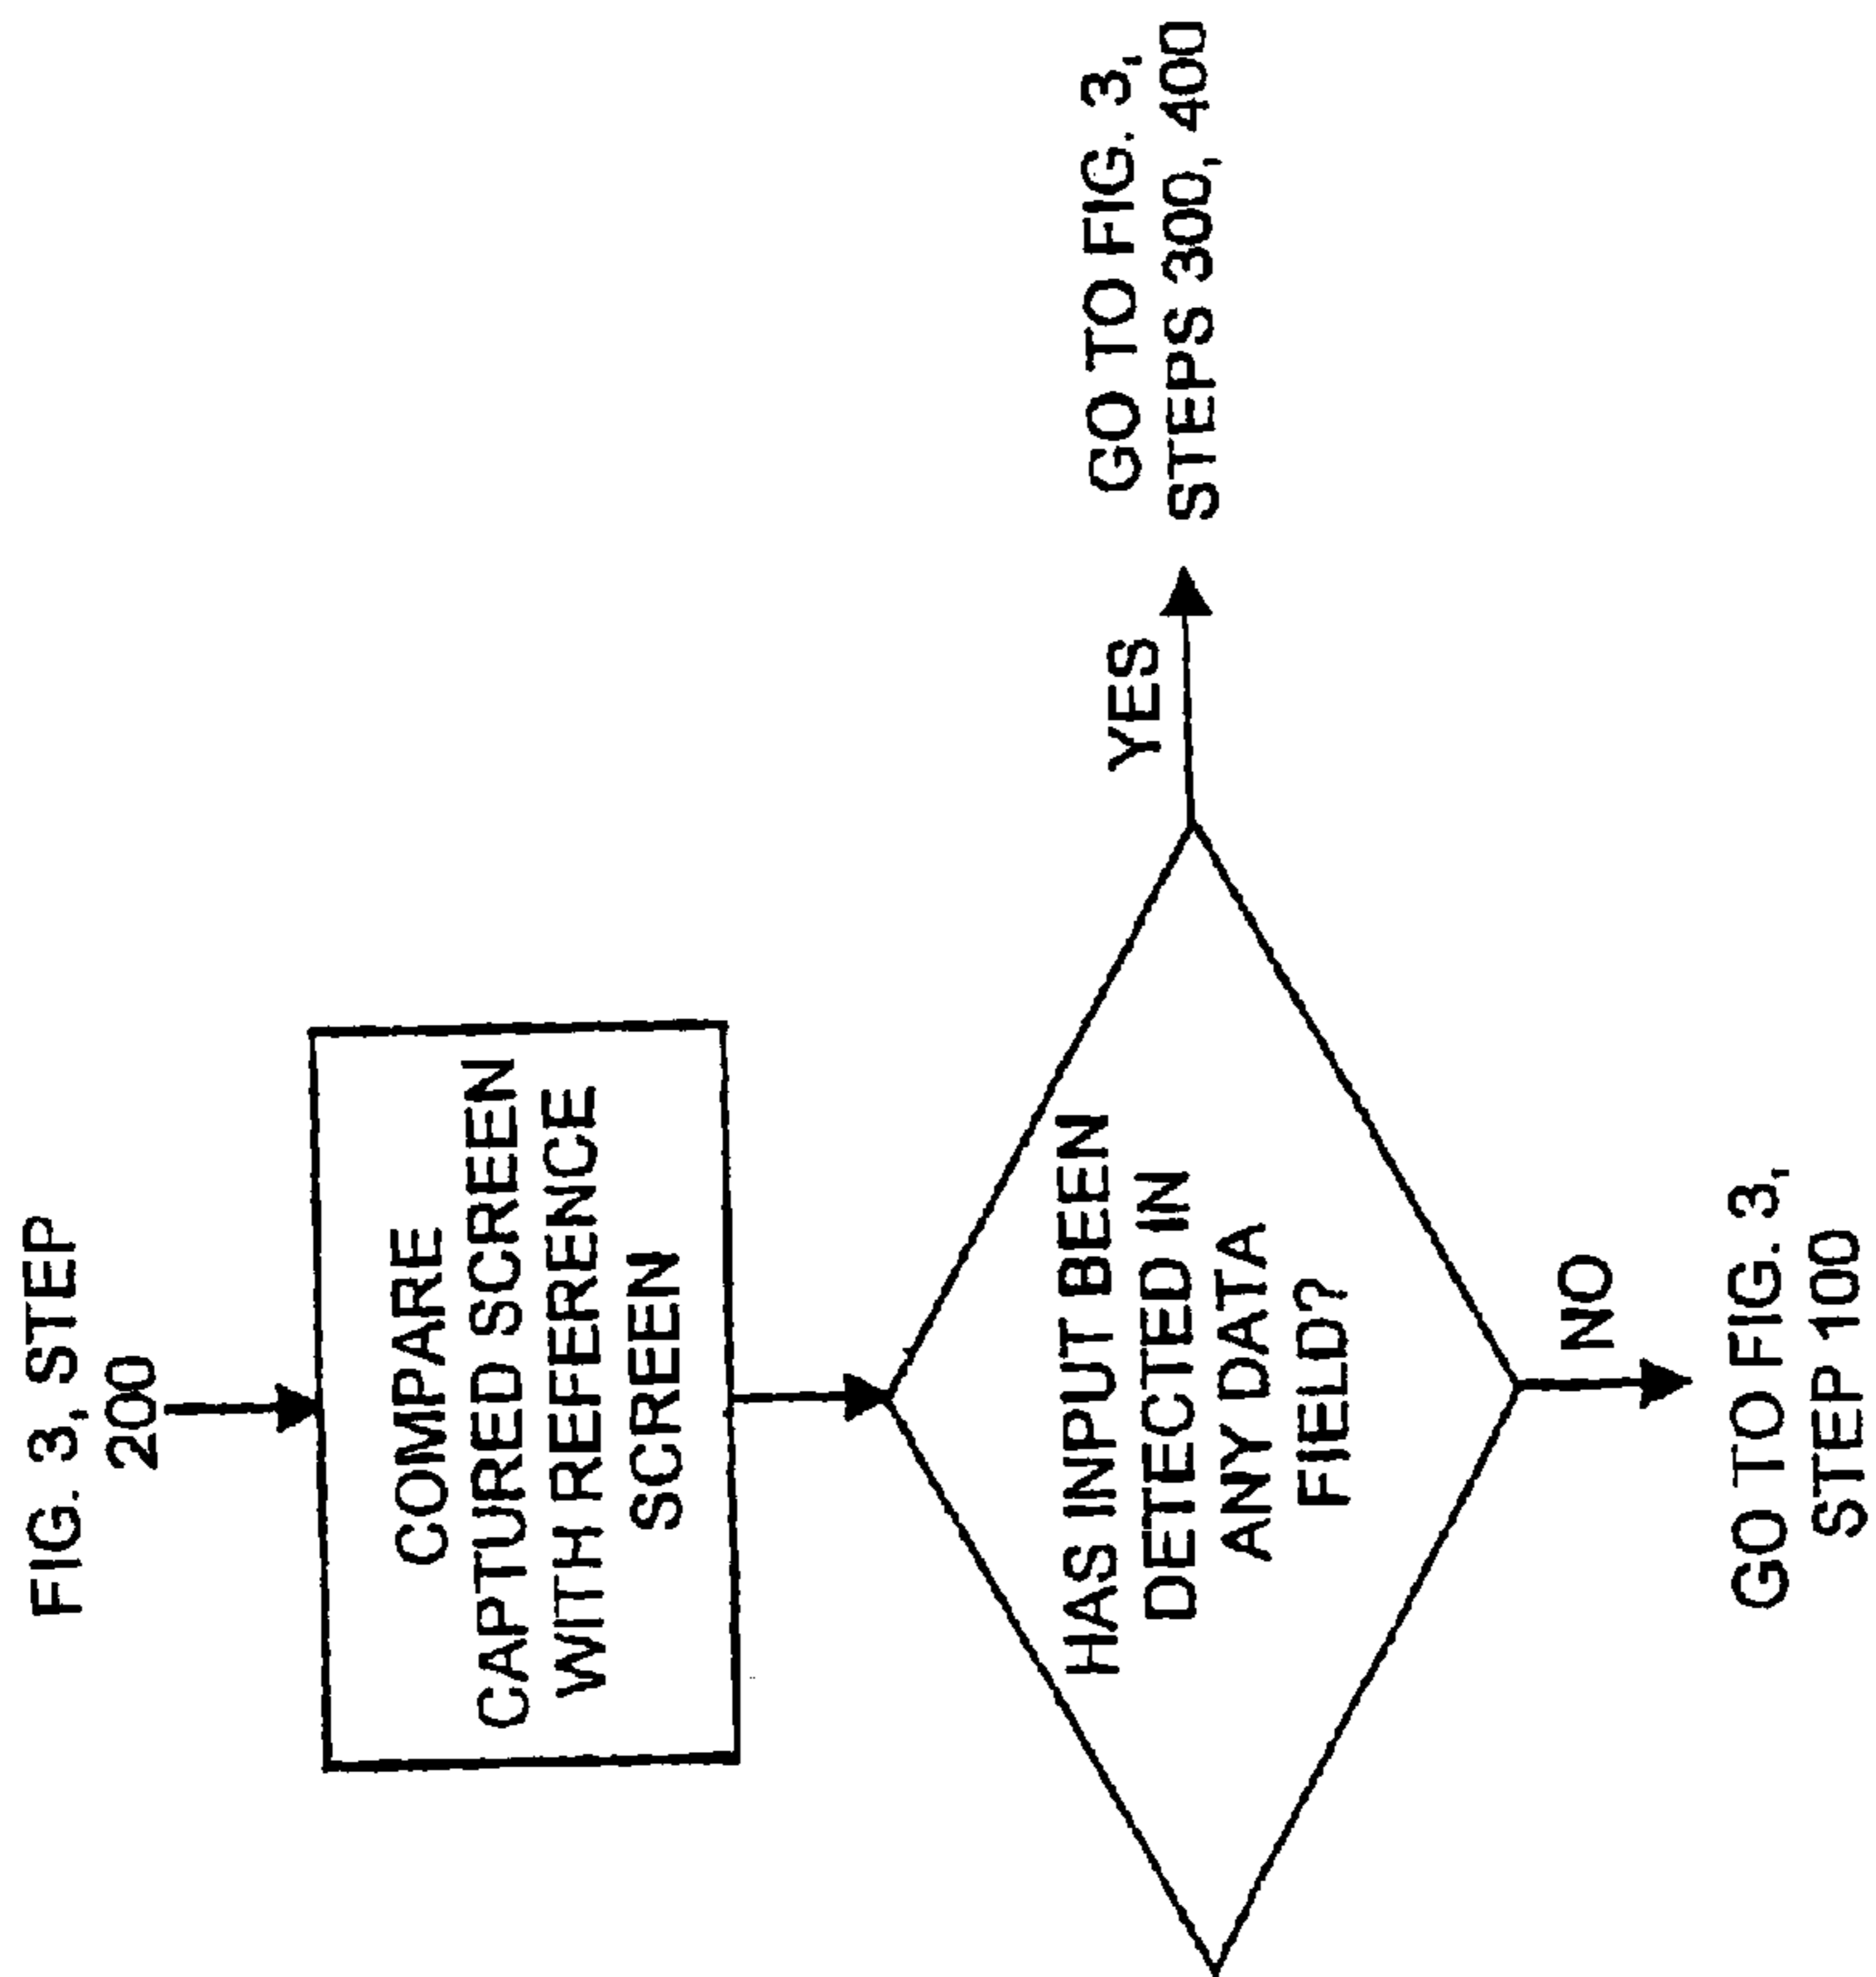 FIG. 3, STEP
200
COMPARE
CAPTURED SCREEN
WITH REFERENCE
SCREEN
HAS INPUT BEEN
DETECTED IN
ANY DATA
FIELD?
YES
GO TO FIG. 3,
STEPS 300, 400
NO
GO TO FIG. 3,
STEP 100